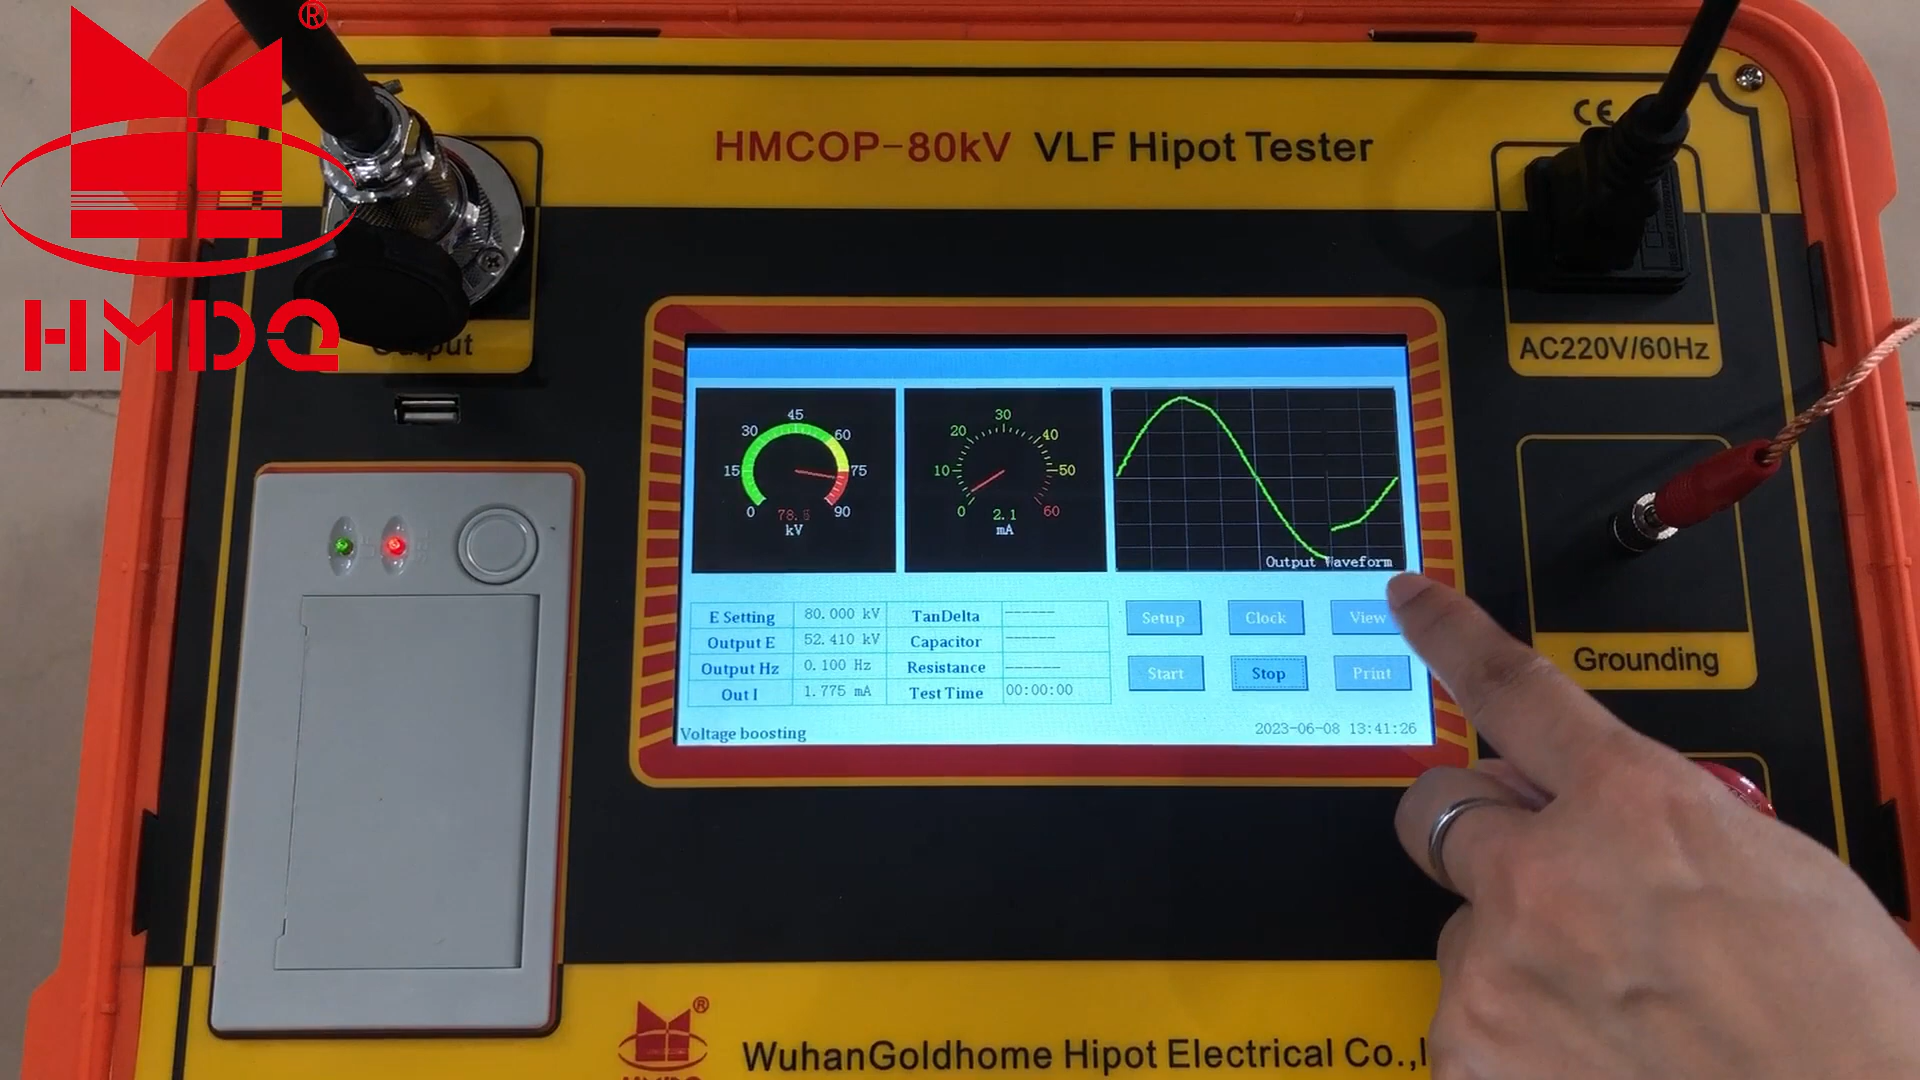 ®
HMDQ
HMCOP-80kV VLF Hipot Tester
CE
Output
AC220V/60Hz
Grounding
45
30 60
15 75
0 90
kV
30
20 40
10 50
0 2.1 60
mA
Output Waveform
E Setting 80.000 kV TanDelta ------
Output E 52.410 kV Capacitor ------
Output Hz 0.100 Hz Resistance ------
Out I 1.775 mA Test Time 00:00:00
Setup Clock View
Start Stop Print
Voltage boosting
2023-06-08 13:41:26
®
HMDQ
WuhanGoldhome Hipot Electrical Co.,